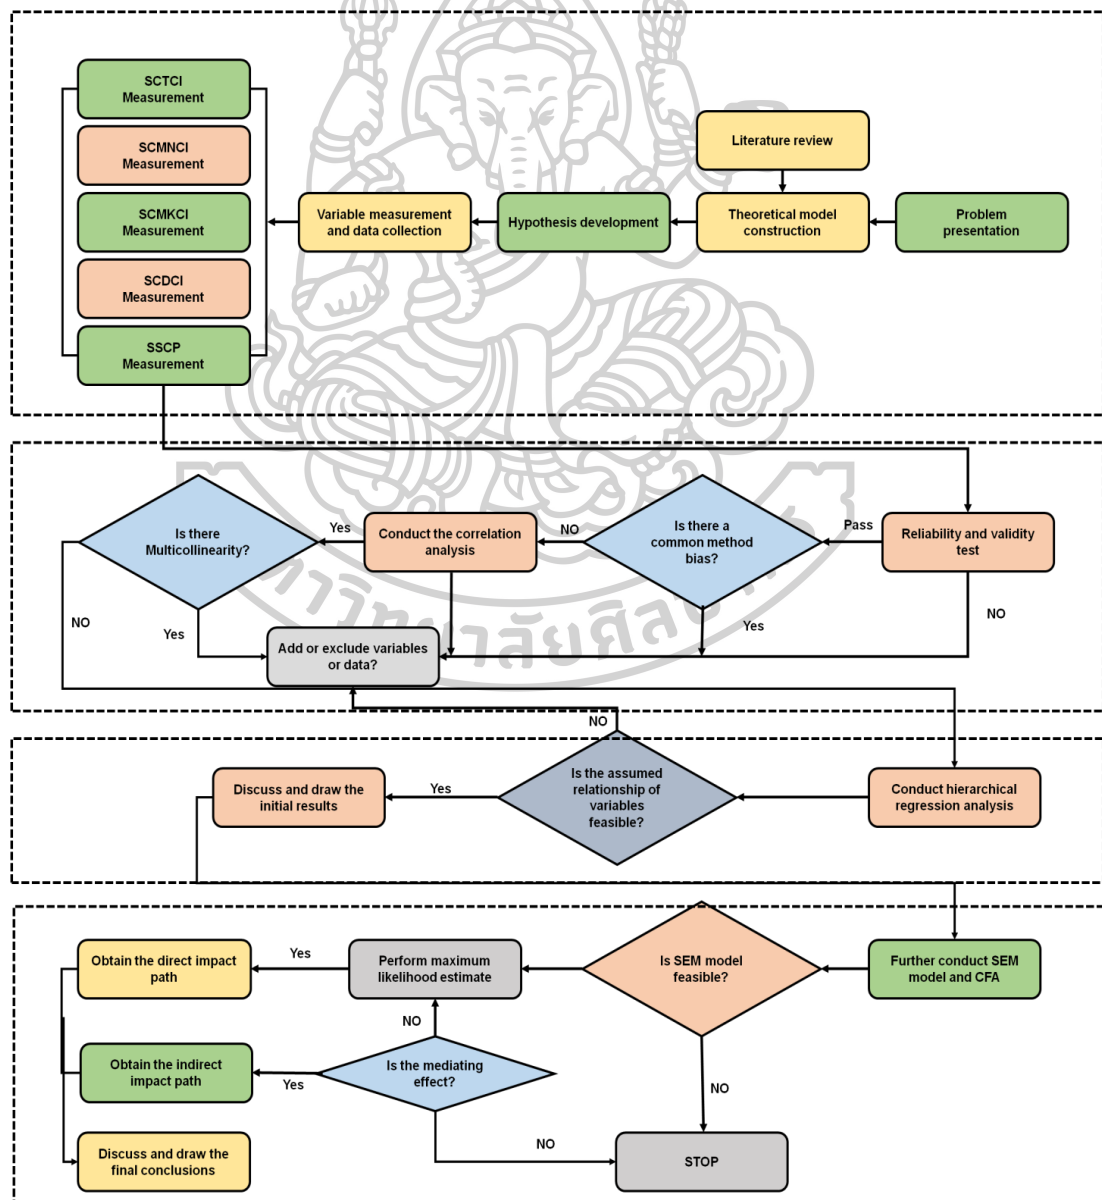 SCTCI
Measurement
SCMNCI
Measurement
SCMKCI
Measurement
SCDCI
Measurement
SSCP
Measurement
Literature review
Variable measurement
and data collection
Hypothesis development
Theoretical model
construction
Problem
presentation
Is there
Multicollinearity?
Yes
Conduct the correlation
analysis
NO
Is there a
common method
bias?
Pass
Reliability and validity
test
NO
Yes
Yes
NO
Add or exclude variables
or data?
NO
Discuss and draw the
initial results
Yes
Is the assumed
relationship of
variables
feasible?
Conduct hierarchical
regression analysis
Obtain the direct impact
path
Yes
Perform maximum
likelihood estimate
Is SEM model
feasible?
Further conduct SEM
model and CFA
NO
Obtain the indirect
impact path
Yes
Is the mediating
effect?
NO
Discuss and draw the
final conclusions
NO
STOP